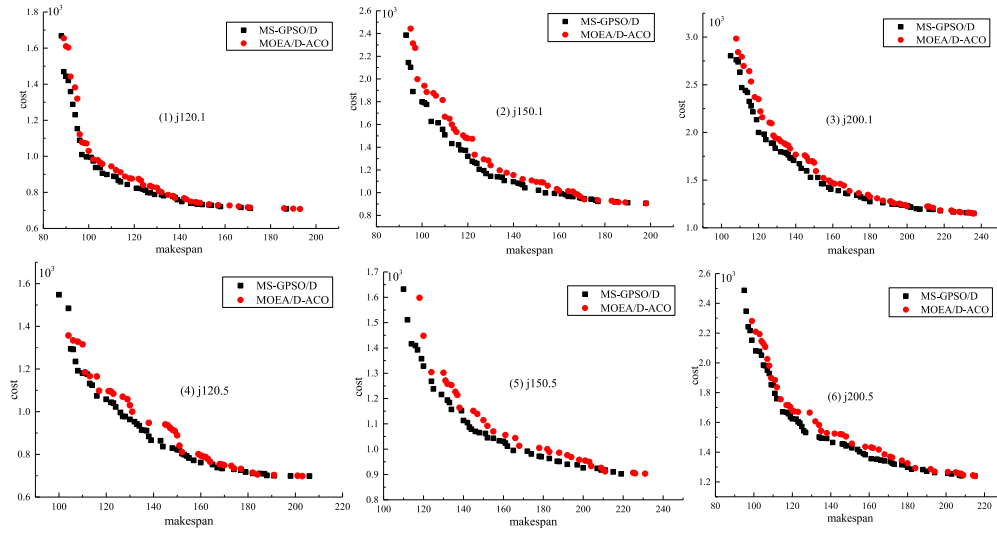 10³
1.8
1.6
1.4
1.2
1.0
0.8
0.6
cost
80 100 120 140 160 180 200
makespan
MS-GPSO/D
MOEA/D-ACO
(1) j120.1
10³
2.6
2.4
2.2
2.0
1.8
1.6
1.4
1.2
1.0
0.9
cost
80 100 120 140 160 180 200
makespan
MS-GPSO/D
MOEA/D-ACO
(2) j150.1
10³
3.0
2.5
2.0
1.5
1.0
cost
100 120 140 160 180 200 220 240
makespan
MS-GPSO/D
MOEA/D-ACO
(3) j200.1
10³
1.6
1.4
1.2
1.0
0.8
0.6
cost
100 120 140 160 180 200 220
makespan
MS-GPSO/D
MOEA/D-ACO
(4) j120.5
10³
1.7
1.6
1.5
1.4
1.3
1.2
1.1
1.0
0.9
0.8
cost
100 120 140 160 180 200 220 240
makespan
MS-GPSO/D
MOEA/D-ACO
(5) j150.5
10³
2.6
2.4
2.2
2.0
1.8
1.6
1.4
1.2
cost
80 100 120 140 160 180 200 220
makespan
MS-GPSO/D
MOEA/D-ACO
(6) j200.5